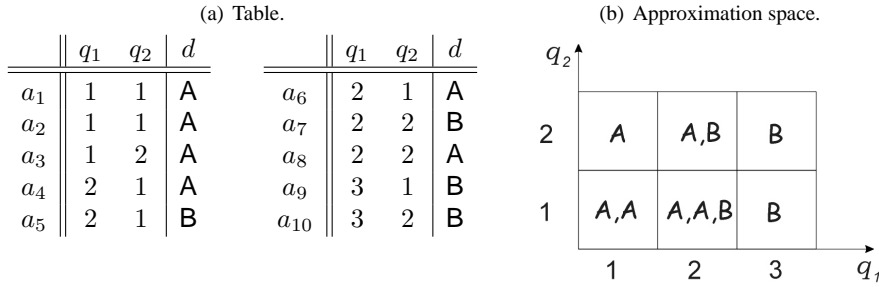 (a) Table.
q₁ q₂ d
a₁ 1 1 A
a₂ 1 1 A
a₃ 1 2 A
a₄ 2 1 A
a₅ 2 1 B
q₁ q₂ d
a₆ 2 1 A
a₇ 2 2 B
a₈ 2 2 A
a₉ 3 1 B
a₁₀ 3 2 B
(b) Approximation space.
q₂
2 A A,B B
1 A,A A,A,B B
1 2 3
q₁